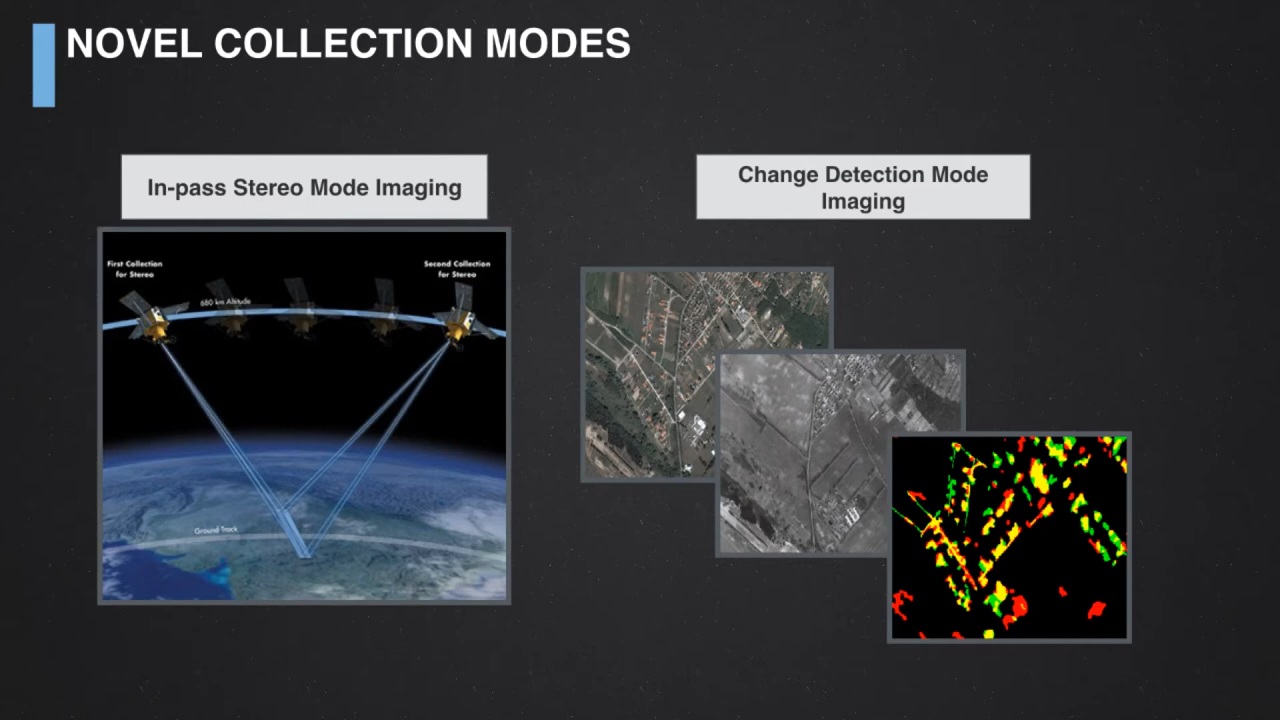 NOVEL COLLECTION MODES
In-pass Stereo Mode Imaging
First Collection
for Stereo
Second Collection
for Stereo
680 km Altitude
Ground Track
Change Detection Mode
Imaging